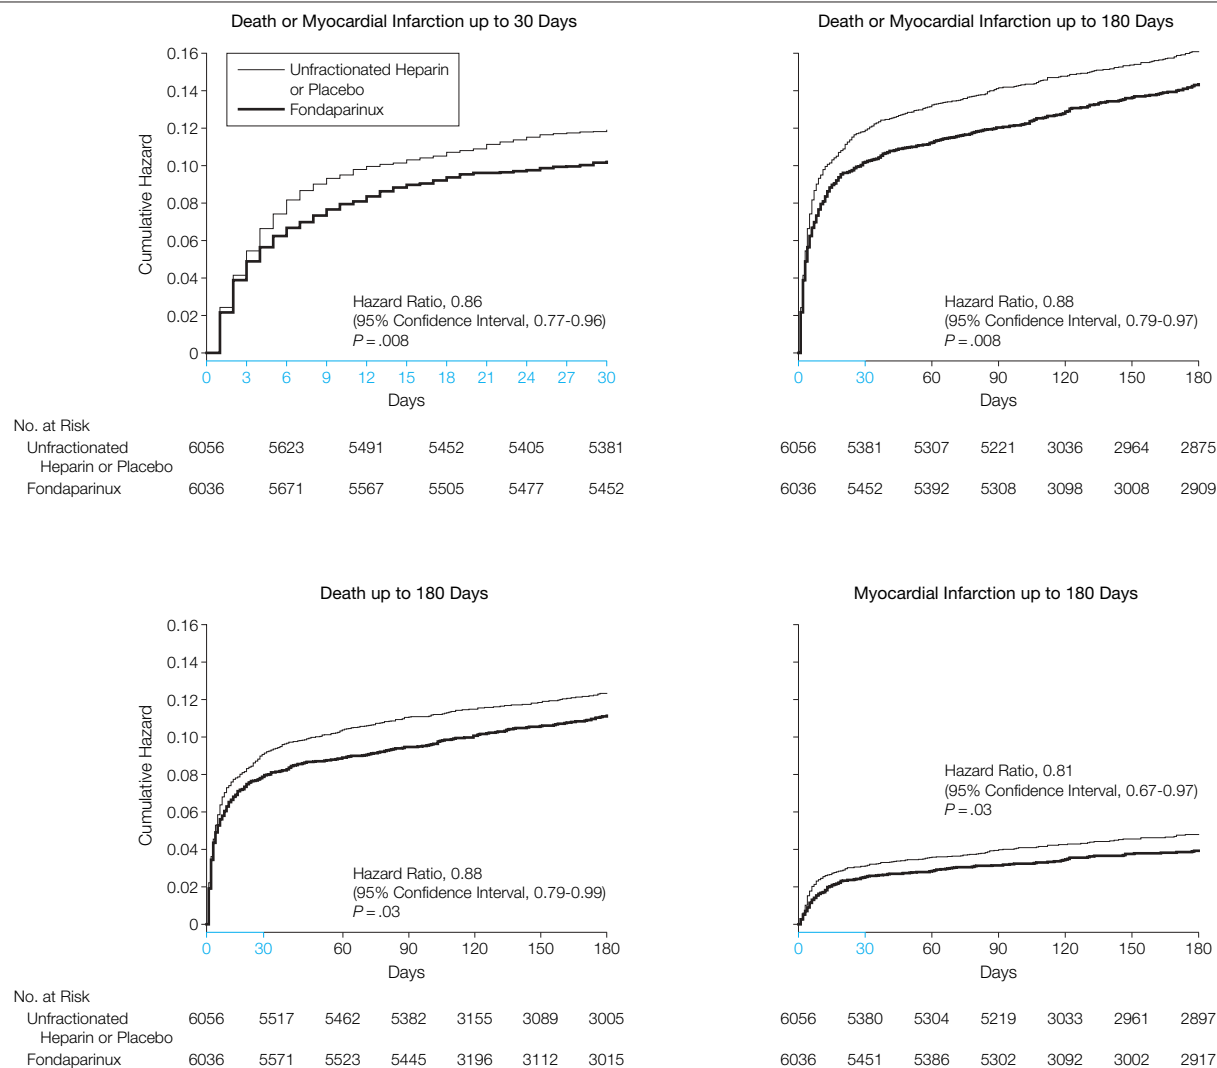 Death or Myocardial Infarction up to 30 Days
0.16
0.14
0.12
0.10
0.08
0.06
0.04
0.02
0
Cumulative Hazard
Unfractionated Heparin
or Placebo
Fondaparinux
Hazard Ratio, 0.86
(95% Confidence Interval, 0.77-0.96)
P = .008
0 3 6 9 12 15 18 21 24 27 30
Days
No. at Risk
Unfractionated
Heparin or Placebo
6056 5623 5491 5452 5405 5381
Fondaparinux 6036 5671 5567 5505 5477 5452
Death or Myocardial Infarction up to 180 Days
Hazard Ratio, 0.88
(95% Confidence Interval, 0.79-0.97)
P = .008
0 30 60 90 120 150 180
Days
6056 5381 5307 5221 3036 2964 2875
6036 5452 5392 5308 3098 3008 2909
Death up to 180 Days
0.16
0.14
0.12
0.10
0.08
0.06
0.04
0.02
0
Cumulative Hazard
Hazard Ratio, 0.88
(95% Confidence Interval, 0.79-0.99)
P = .03
0 30 60 90 120 150 180
Days
No. at Risk
Unfractionated
Heparin or Placebo
6056 5517 5462 5382 3155 3089 3005
Fondaparinux 6036 5571 5523 5445 3196 3112 3015
Myocardial Infarction up to 180 Days
Hazard Ratio, 0.81
(95% Confidence Interval, 0.67-0.97)
P = .03
0 30 60 90 120 150 180
Days
6056 5380 5304 5219 3033 2961 2897
6036 5451 5386 5302 3092 3002 2917